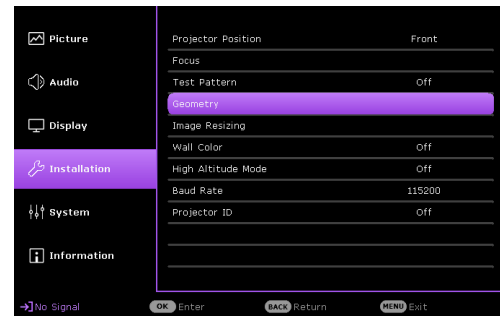 Picture
Audio
Display
Installation
System
Information
Projector Position Front
Focus
Test Pattern Off
Geometry
Image Resizing
Wall Color Off
High Altitude Mode Off
Baud Rate 115200
Projector ID Off
No Signal OK Enter BACK Return MENU Exit